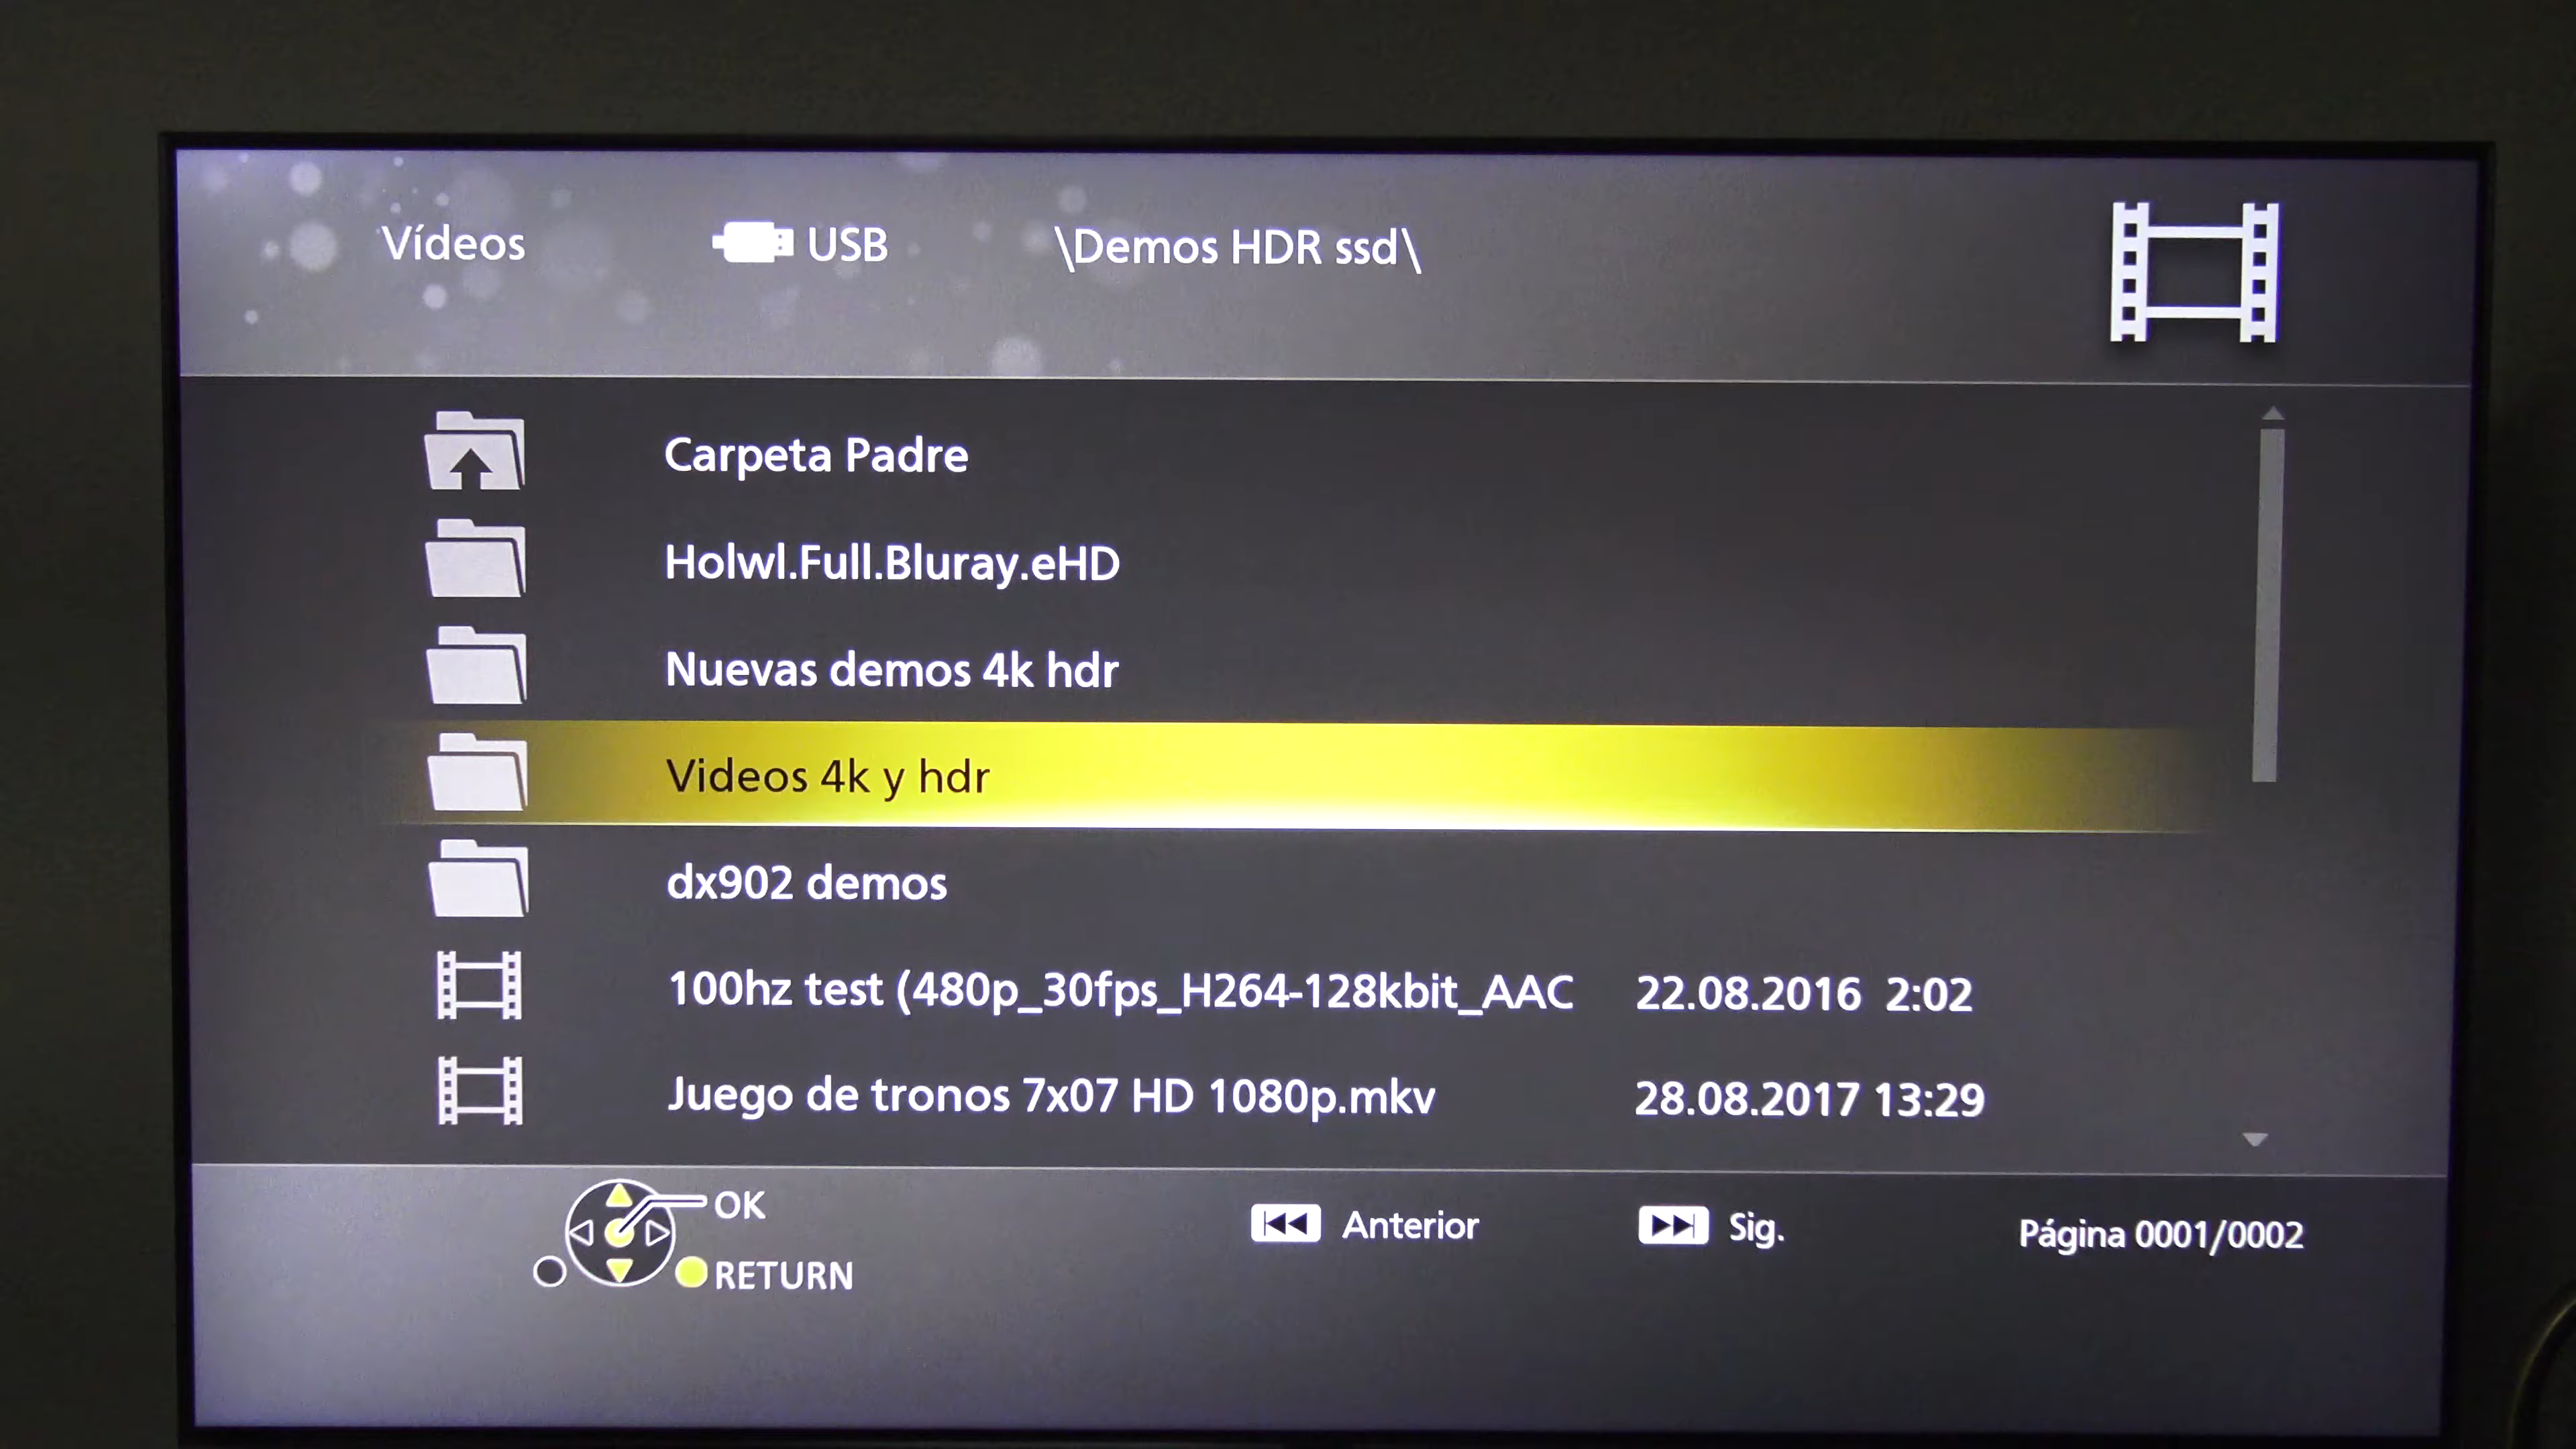 Vídeos USB \Demos HDR ssd\
Carpeta Padre
Holwl.Full.Bluray.eHD
Nuevas demos 4k hdr
Videos 4k y hdr
dx902 demos
100hz test (480p_30fps_H264-128kbit_AAC 22.08.2016 2:02
Juego de tronos 7x07 HD 1080p.mkv 28.08.2017 13:29
OK
RETURN
Anterior Sig. Página 0001/0002